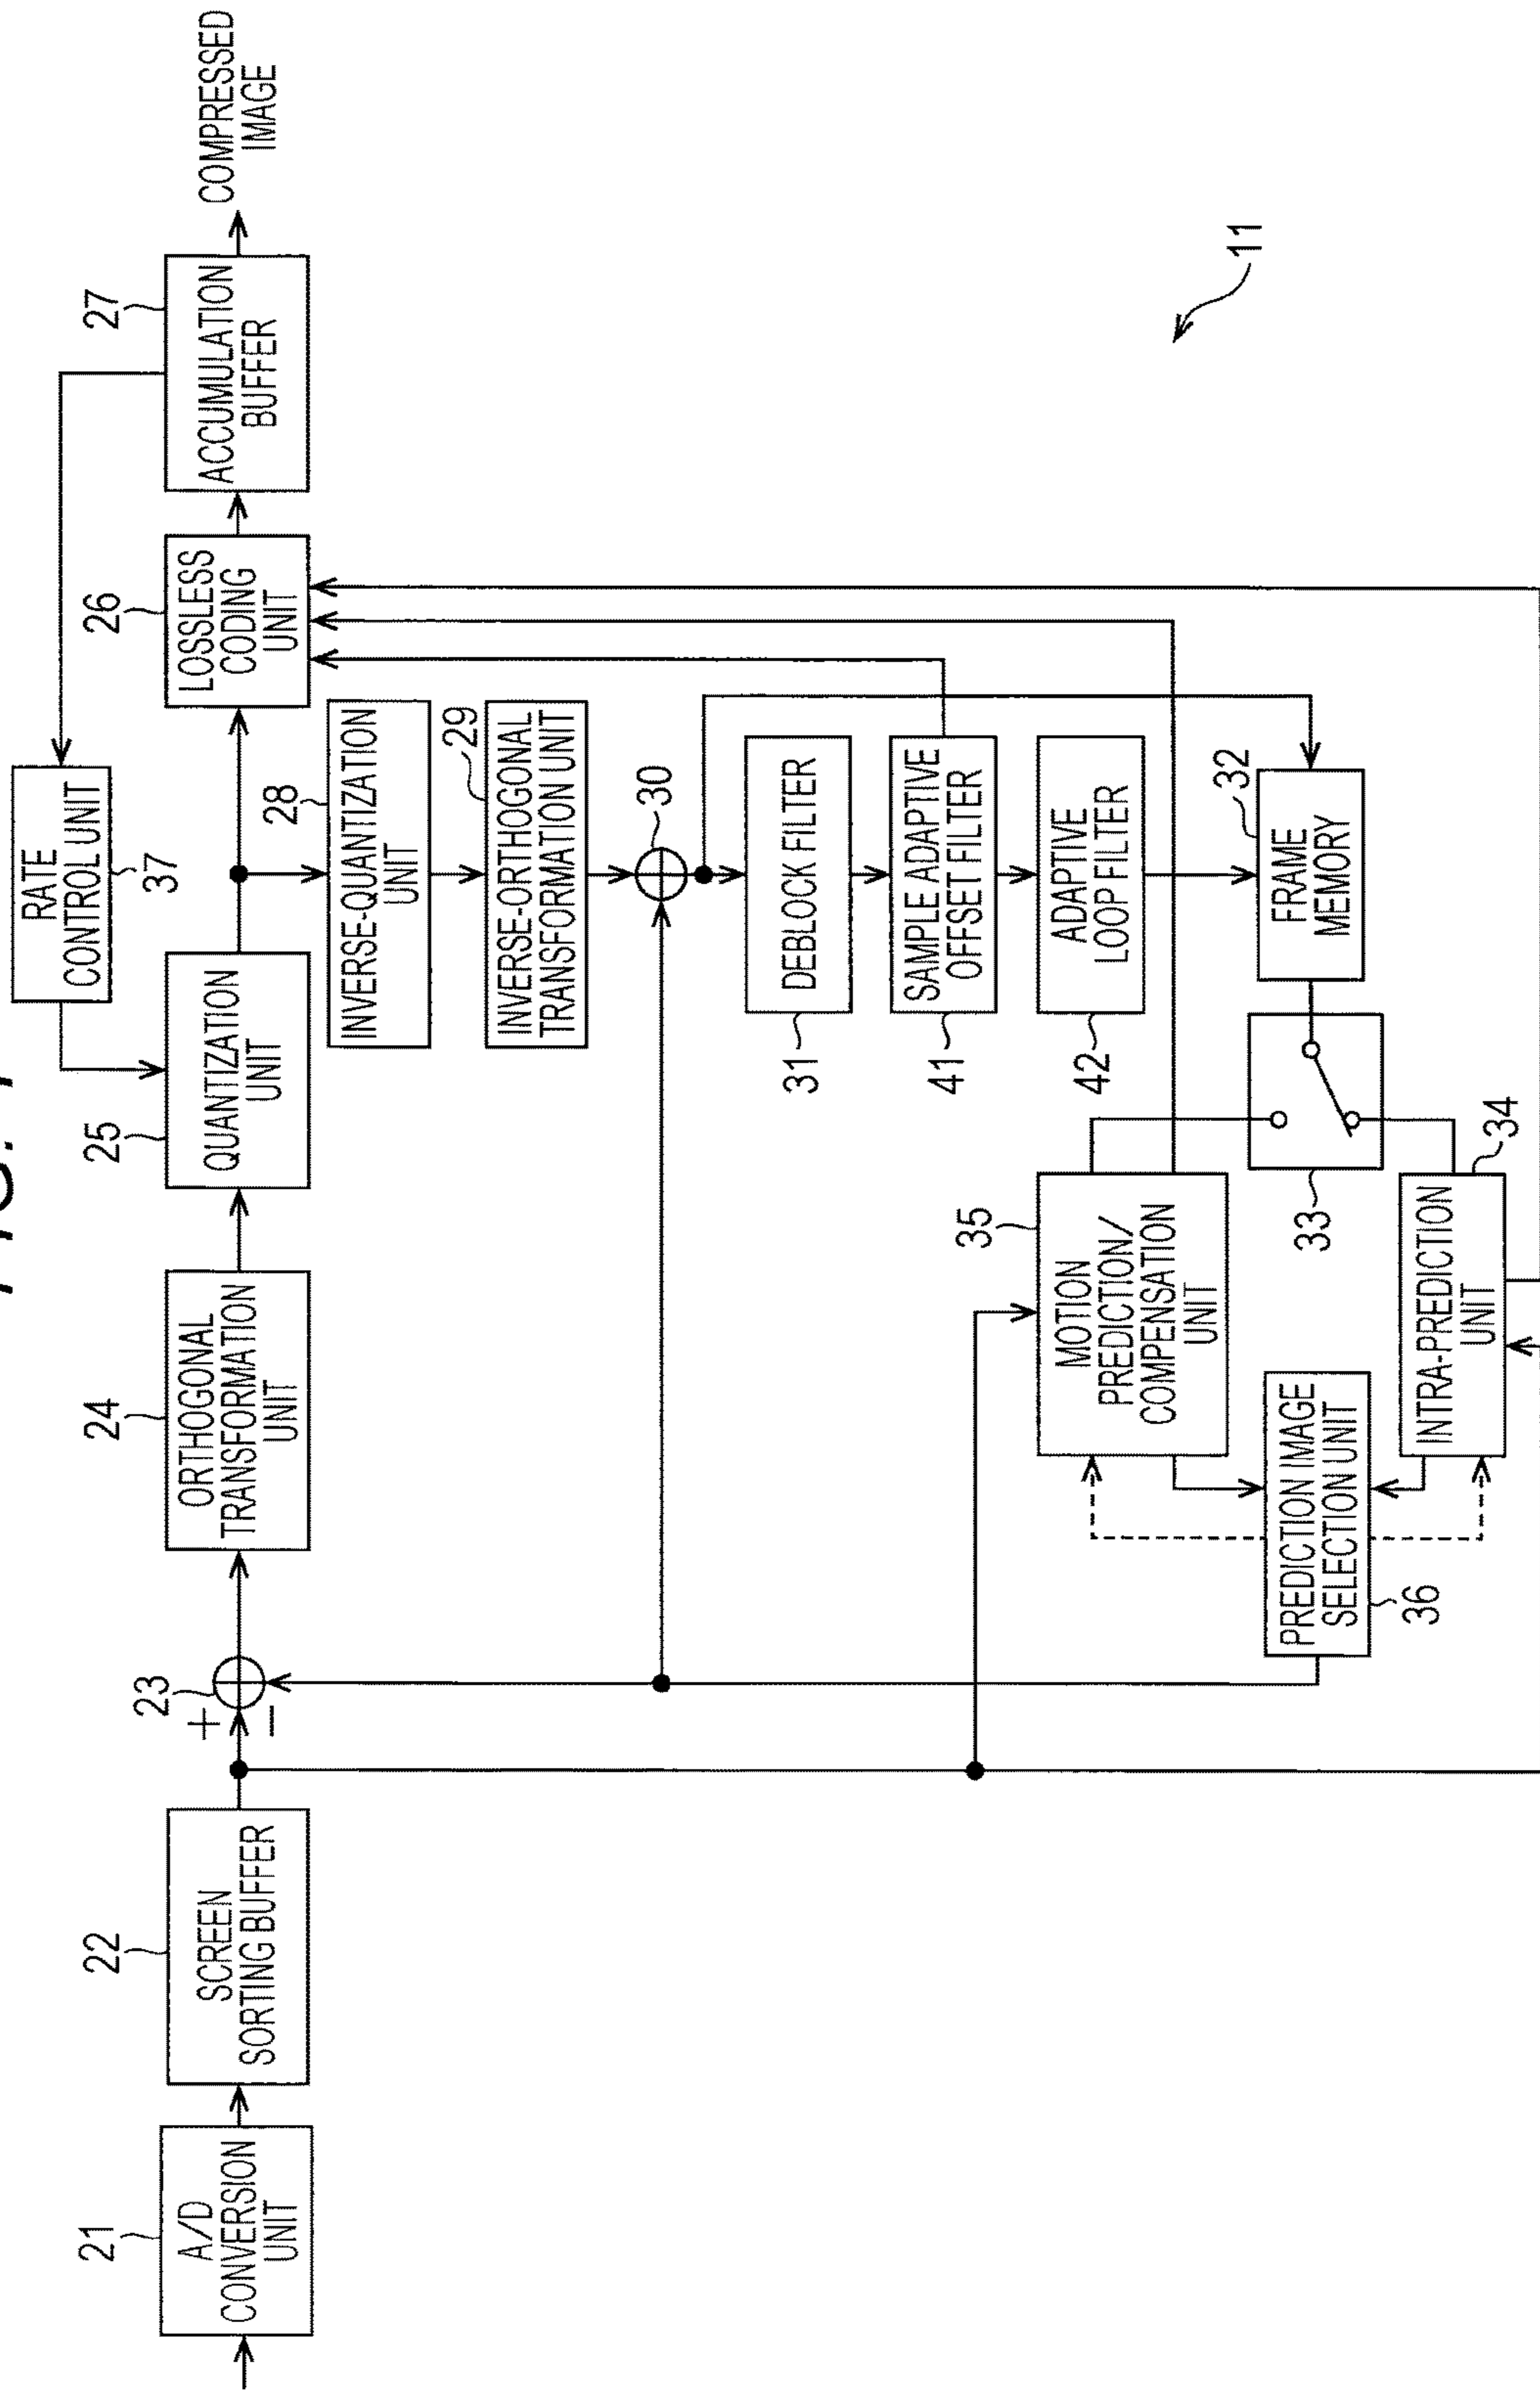 21
A/D
CONVERSION
UNIT
22
SCREEN
SORTING BUFFER
23
+
−
24
ORTHOGONAL
TRANSFORMATION
UNIT
25
QUANTIZATION
UNIT
RATE
CONTROL UNIT
37
26
LOSSLESS
CODING
UNIT
27
ACCUMULATION
BUFFER
COMPRESSED
IMAGE
28
INVERSE-QUANTIZATION
UNIT
29
INVERSE-ORTHOGONAL
TRANSFORMATION UNIT
30
31
DEBLOCK FILTER
41
SAMPLE ADAPTIVE
OFFSET FILTER
42
ADAPTIVE
LOOP FILTER
32
FRAME
MEMORY
33
35
MOTION
PREDICTION/
COMPENSATION
UNIT
34
INTRA-PREDICTION
UNIT
36
PREDICTION IMAGE
SELECTION UNIT
11